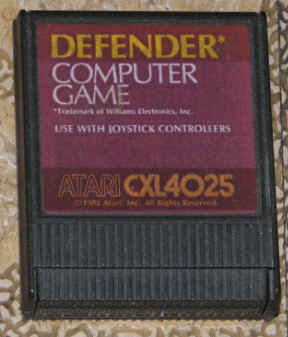 DEFENDER*
COMPUTER
GAME
*Trademark of Williams Electronics, Inc.
USE WITH JOYSTICK CONTROLLERS
ATARI CXL4025
©1982 Atari, Inc. All Rights Reserved.